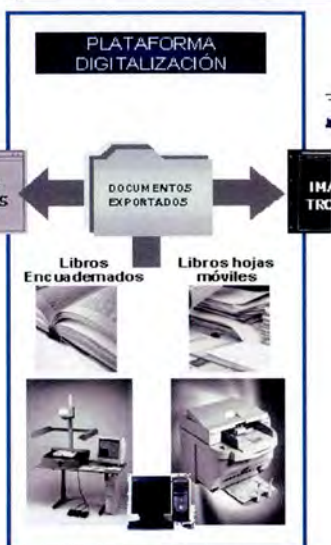 PLATAFORMA
DIGITALIZACIÓN
DOCUMENTOS
EXPORTADOS
Libros
Encuadernados
Libros hojas
móviles